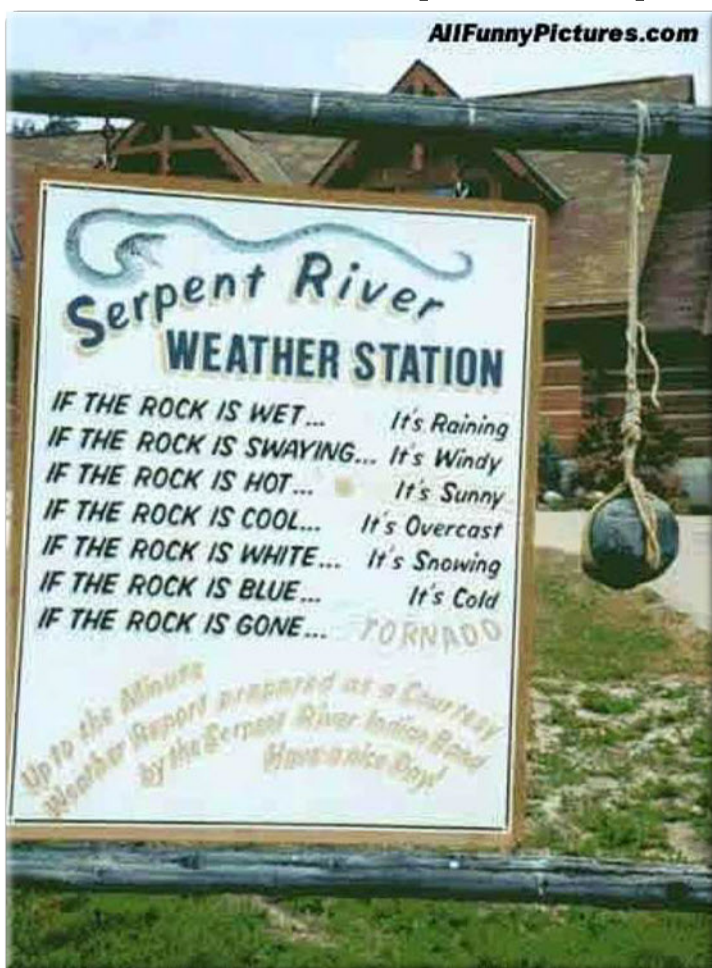 AllFunnyPictures.com
Serpent River
WEATHER STATION
IF THE ROCK IS WET... It's Raining
IF THE ROCK IS SWAYING... It's Windy
IF THE ROCK IS HOT... It's Sunny
IF THE ROCK IS COOL... It's Overcast
IF THE ROCK IS WHITE... It's Snowing
IF THE ROCK IS BLUE... It's Cold
IF THE ROCK IS GONE... TORNADO
Up to the Minute
Weather Report prepared as a Courtesy
by the Serpent River Indian Band
Have a nice Day!